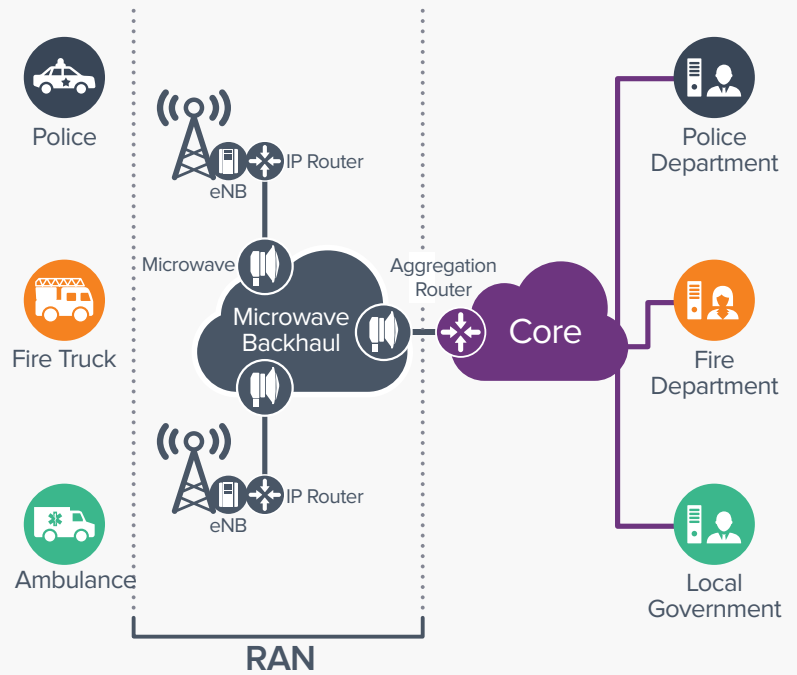 Police
Fire Truck
Ambulance
eNB
IP Router
Microwave
Microwave
Backhaul
eNB
IP Router
RAN
Aggregation
Router
Core
Police
Department
Fire
Department
Local
Government